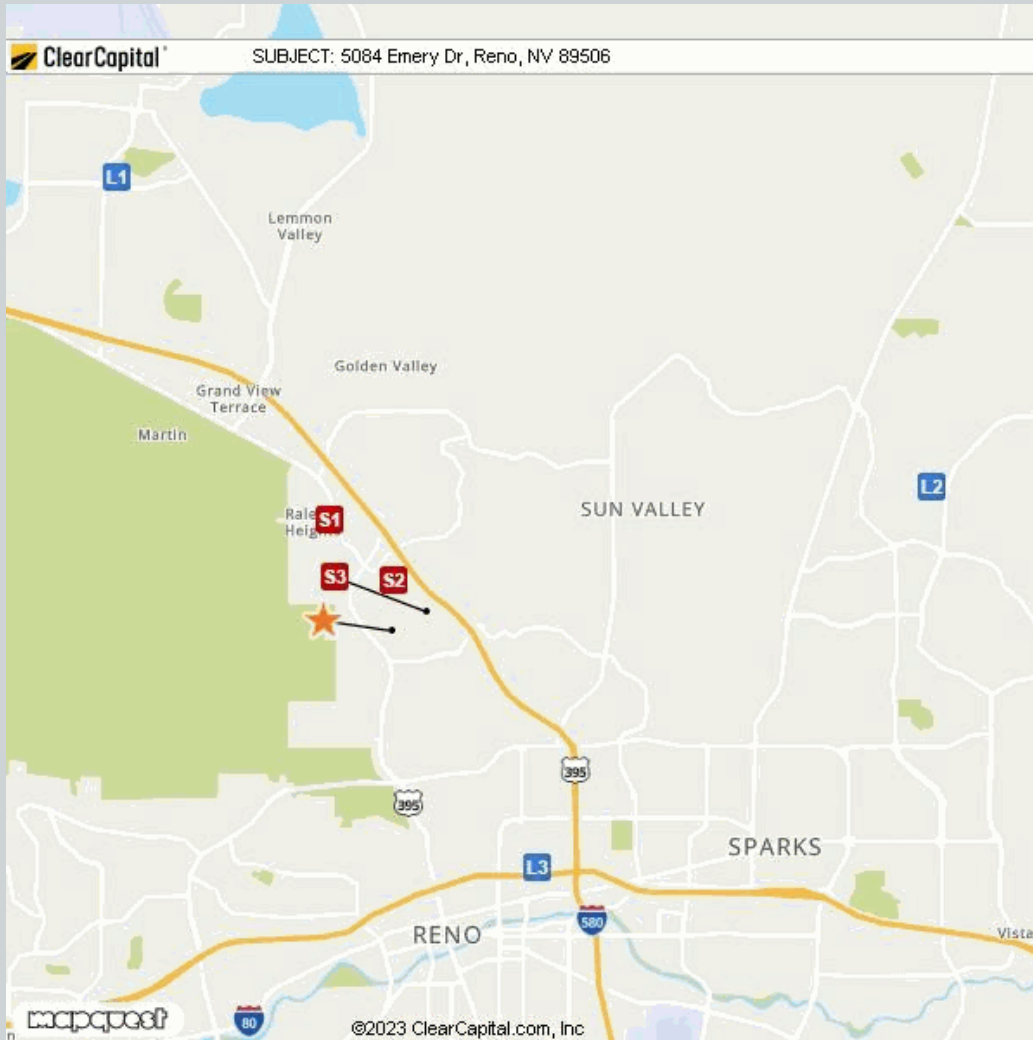 ClearCapital
SUBJECT: 5084 Emery Dr, Reno, NV 89506
L1
Lemmon
Valley
Golden Valley
Grand View
Terrace
Martin
L2
SUN VALLEY
S1
S3
S2
395
395
SPARKS
L3
580
RENO
Vista
mapquest
80
©2023 ClearCapital.com, Inc